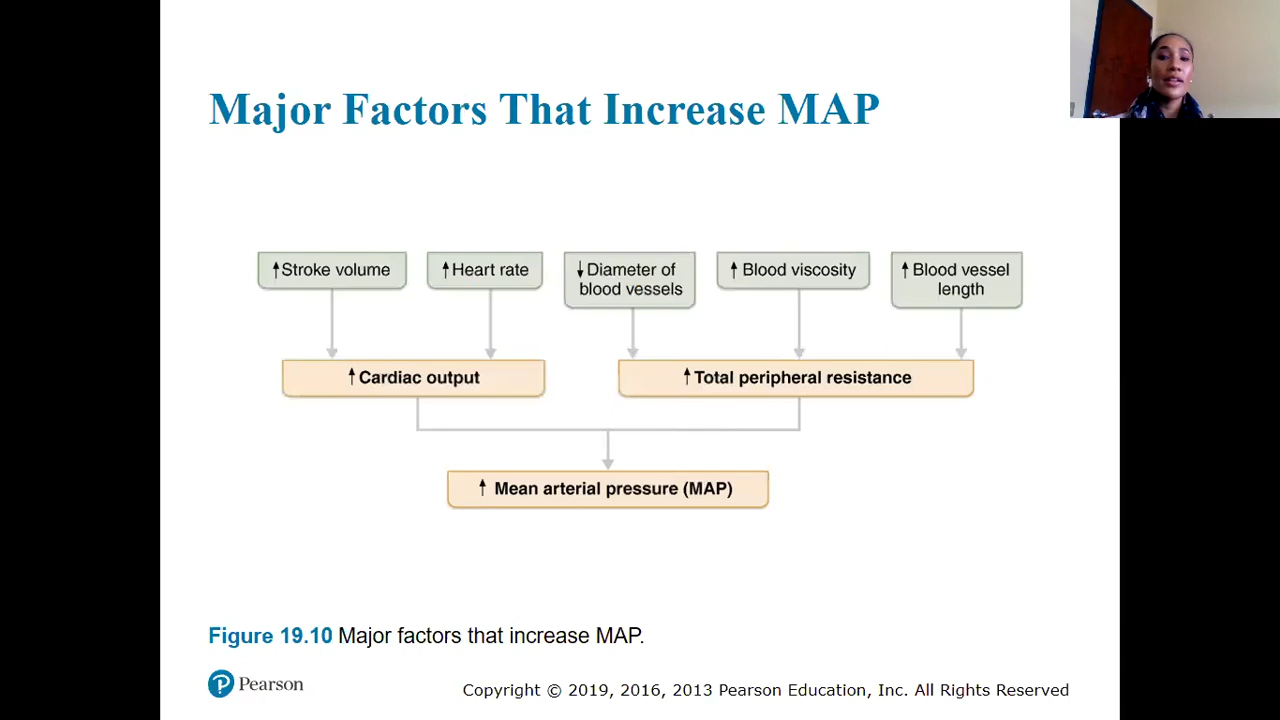 Major Factors That Increase MAP
↑Stroke volume
↑Heart rate
↓Diameter of
blood vessels
↑Blood viscosity
↑Blood vessel
length
↑Cardiac output
↑Total peripheral resistance
↑ Mean arterial pressure (MAP)
Figure 19.10 Major factors that increase MAP.
P Pearson
Copyright © 2019, 2016, 2013 Pearson Education, Inc. All Rights Reserved